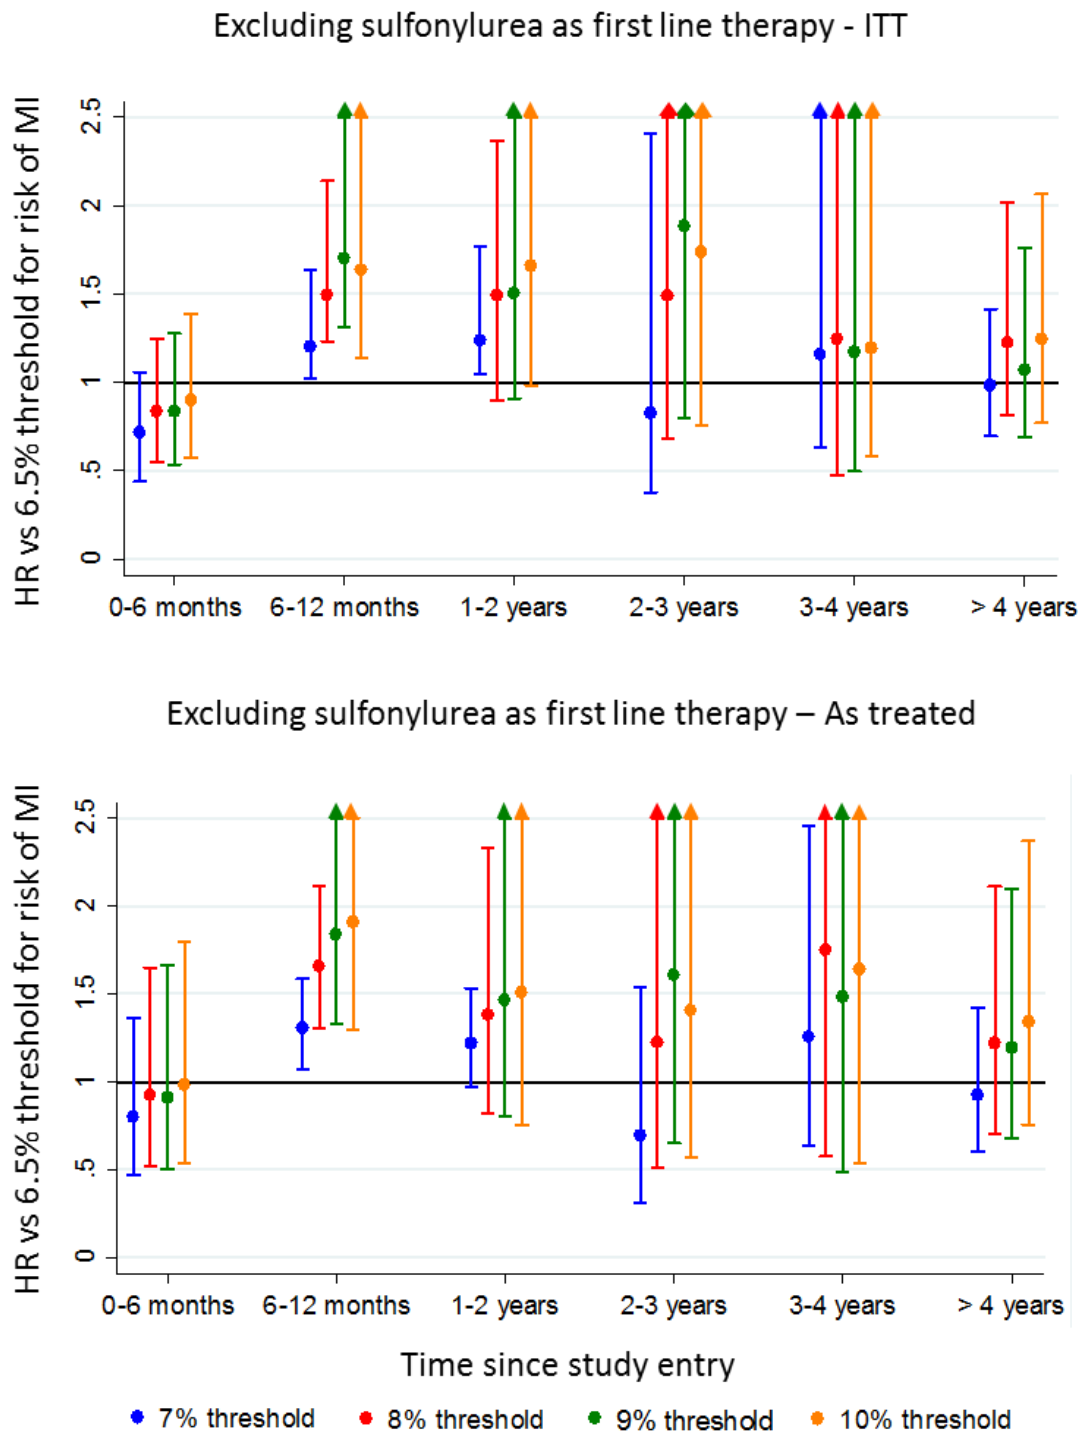 Excluding sulfonylurea as first line therapy - ITT
HR vs 6.5% threshold for risk of MI
2.5
2
1.5
1
.5
0
0-6 months 6-12 months 1-2 years 2-3 years 3-4 years > 4 years
Excluding sulfonylurea as first line therapy – As treated
HR vs 6.5% threshold for risk of MI
2.5
2
1.5
1
.5
0
0-6 months 6-12 months 1-2 years 2-3 years 3-4 years > 4 years
Time since study entry
7% threshold 8% threshold 9% threshold 10% threshold